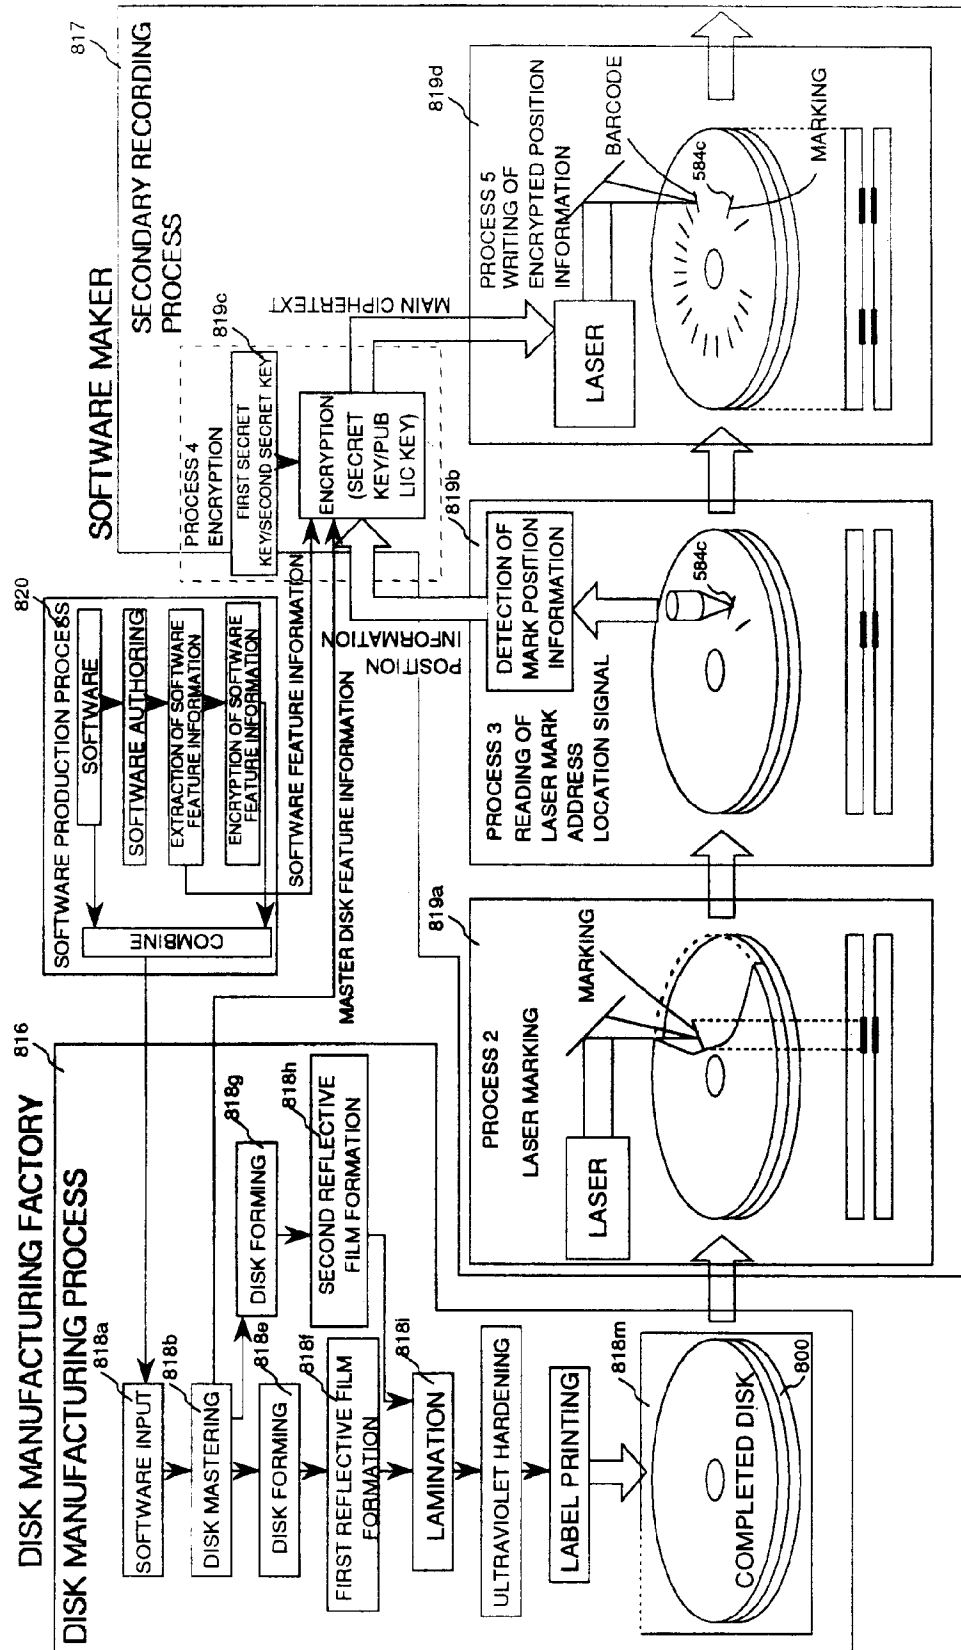 DISK MANUFACTURING FACTORY
DISK MANUFACTURING PROCESS
816
818a
SOFTWARE INPUT
818b
DISK MASTERING
818e
DISK FORMING
818f
FIRST REFLECTIVE FILM
FORMATION
818g
DISK FORMING
818h
SECOND REFLECTIVE
FILM FORMATION
818i
LAMINATION
ULTRAVIOLET HARDENING
LABEL PRINTING
818m
COMPLETED DISK
800
SOFTWARE PRODUCTION PROCESS
820
SOFTWARE
SOFTWARE AUTHORING
EXTRACTION OF SOFTWARE
FEATURE INFORMATION
ENCRYPTION OF SOFTWARE
FEATURE INFORMATION
COMBINE
SOFTWARE FEATURE INFORMATION
MASTER DISK FEATURE INFORMATION
POSITION
INFORMATION
SOFTWARE MAKER
817
SECONDARY RECORDING
PROCESS
819c
PROCESS 4
ENCRYPTION
FIRST SECRET
KEY/SECOND SECRET KEY
ENCRYPTION
(SECRET
KEY/PUB
LIC KEY)
MAIN CIPHERTEXT
819a
PROCESS 2
LASER MARKING
LASER
MARKING
819b
PROCESS 3
READING OF
LASER MARK
ADDRESS
LOCATION SIGNAL
DETECTION OF
MARK POSITION
INFORMATION
584c
819d
PROCESS 5
WRITING OF
ENCRYPTED POSITION
INFORMATION
LASER
BARCODE
584c
MARKING